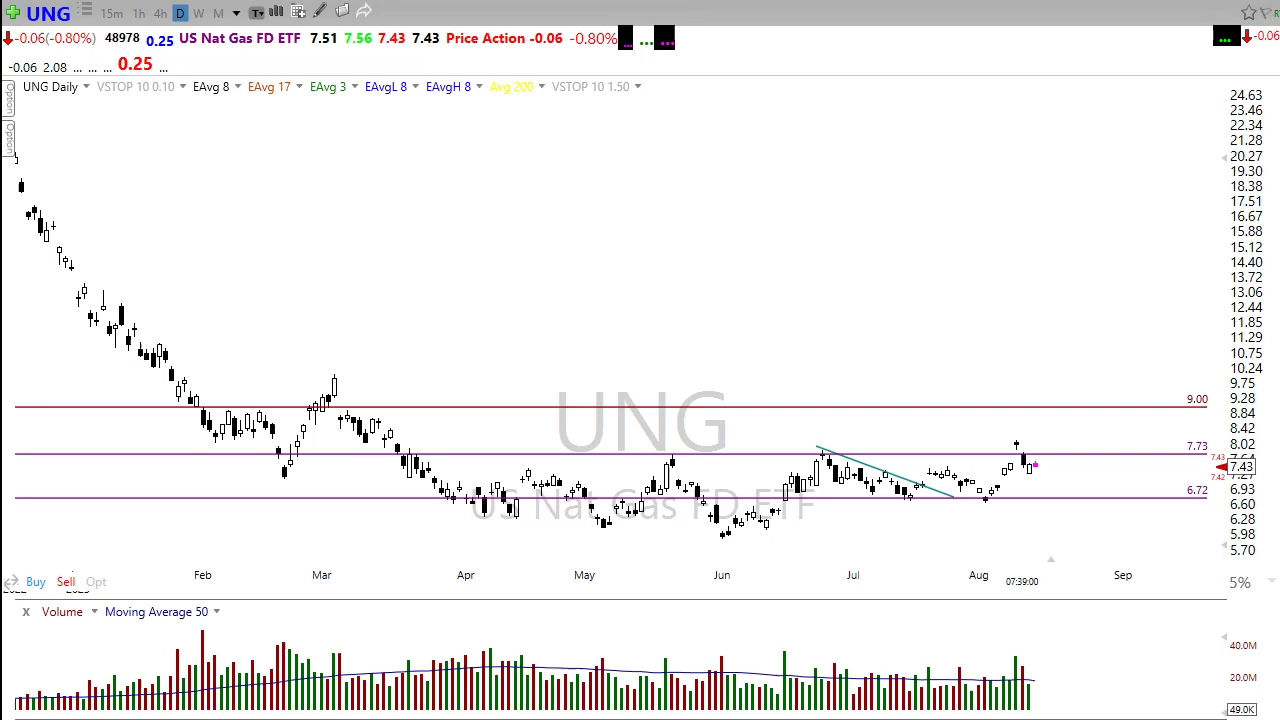 UNG 15m 1h 4h D W M T
-0.06(-0.80%) 48978 0.25 US Nat Gas FD ETF 7.51 7.56 7.43 7.43 Price Action -0.06 -0.80% ... ... ... ... -0.06
-0.06 2.08 ... ... ... 0.25 ...
UNG Daily VSTOP 10 0.10 EAvg 8 EAvg 17 EAvg 3 EAvgL 8 EAvgH 8 Avg 200 VSTOP 10 1.50
Option
Option
24.63
23.46
22.34
21.28
20.27
19.30
18.38
17.51
16.67
15.88
15.12
14.40
13.72
13.06
12.44
11.85
11.29
10.75
10.24
9.75
9.28
8.84
8.42
8.02
7.43
7.43
7.42
6.93
6.60
6.28
5.98
5.70
9.00
7.73
6.72
UNG
US Nat Gas FD ETF
Feb Mar Apr May Jun Jul Aug Sep
07:39:00
Buy Sell Opt 5%
X Volume Moving Average 50
40.0M
20.0M
49.0K